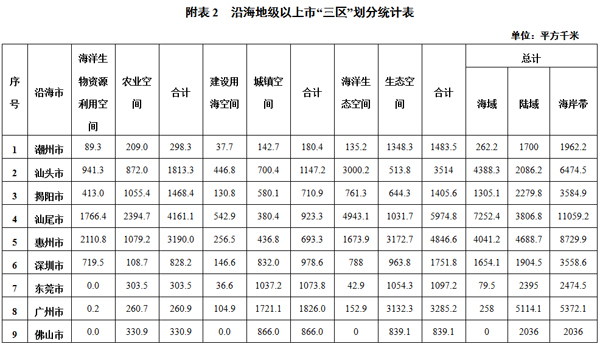 附表 2 沿海地级以上市“三区”划分统计表
单位：平方千米
序号 沿海市 海洋生物资源利用空间 农业空间 合计 建设用海空间 城镇空间 合计 海洋生态空间 生态空间 合计 总计
海域 陆域 海岸带
1 潮州市 89.3 209.0 298.3 37.7 142.7 180.4 135.2 1348.3 1483.5 262.2 1700 1962.2
2 汕头市 941.3 872.0 1813.3 446.8 700.4 1147.2 3000.2 513.8 3514 4388.3 2086.2 6474.5
3 揭阳市 413.0 1055.4 1468.4 130.8 580.1 710.9 761.3 644.3 1405.6 1305.1 2279.8 3584.9
4 汕尾市 1766.4 2394.7 4161.1 542.9 380.4 923.3 4943.1 1031.7 5974.8 7252.4 3806.8 11059.2
5 惠州市 2110.8 1079.2 3190.0 256.5 436.8 693.3 1673.9 3172.7 4846.6 4041.2 4688.7 8729.9
6 深圳市 719.5 108.7 828.2 146.6 832.0 978.6 788 963.8 1751.8 1654.1 1904.5 3558.6
7 东莞市 0.0 303.5 303.5 36.6 1037.2 1073.8 42.9 1054.3 1097.2 79.5 2395 2474.5
8 广州市 0.2 260.7 260.9 104.9 1721.1 1826.0 152.9 3132.3 3285.2 258 5114.1 5372.1
9 佛山市 0.0 330.9 330.9 0.0 866.0 866.0 0 839.1 839.1 0 2036 2036